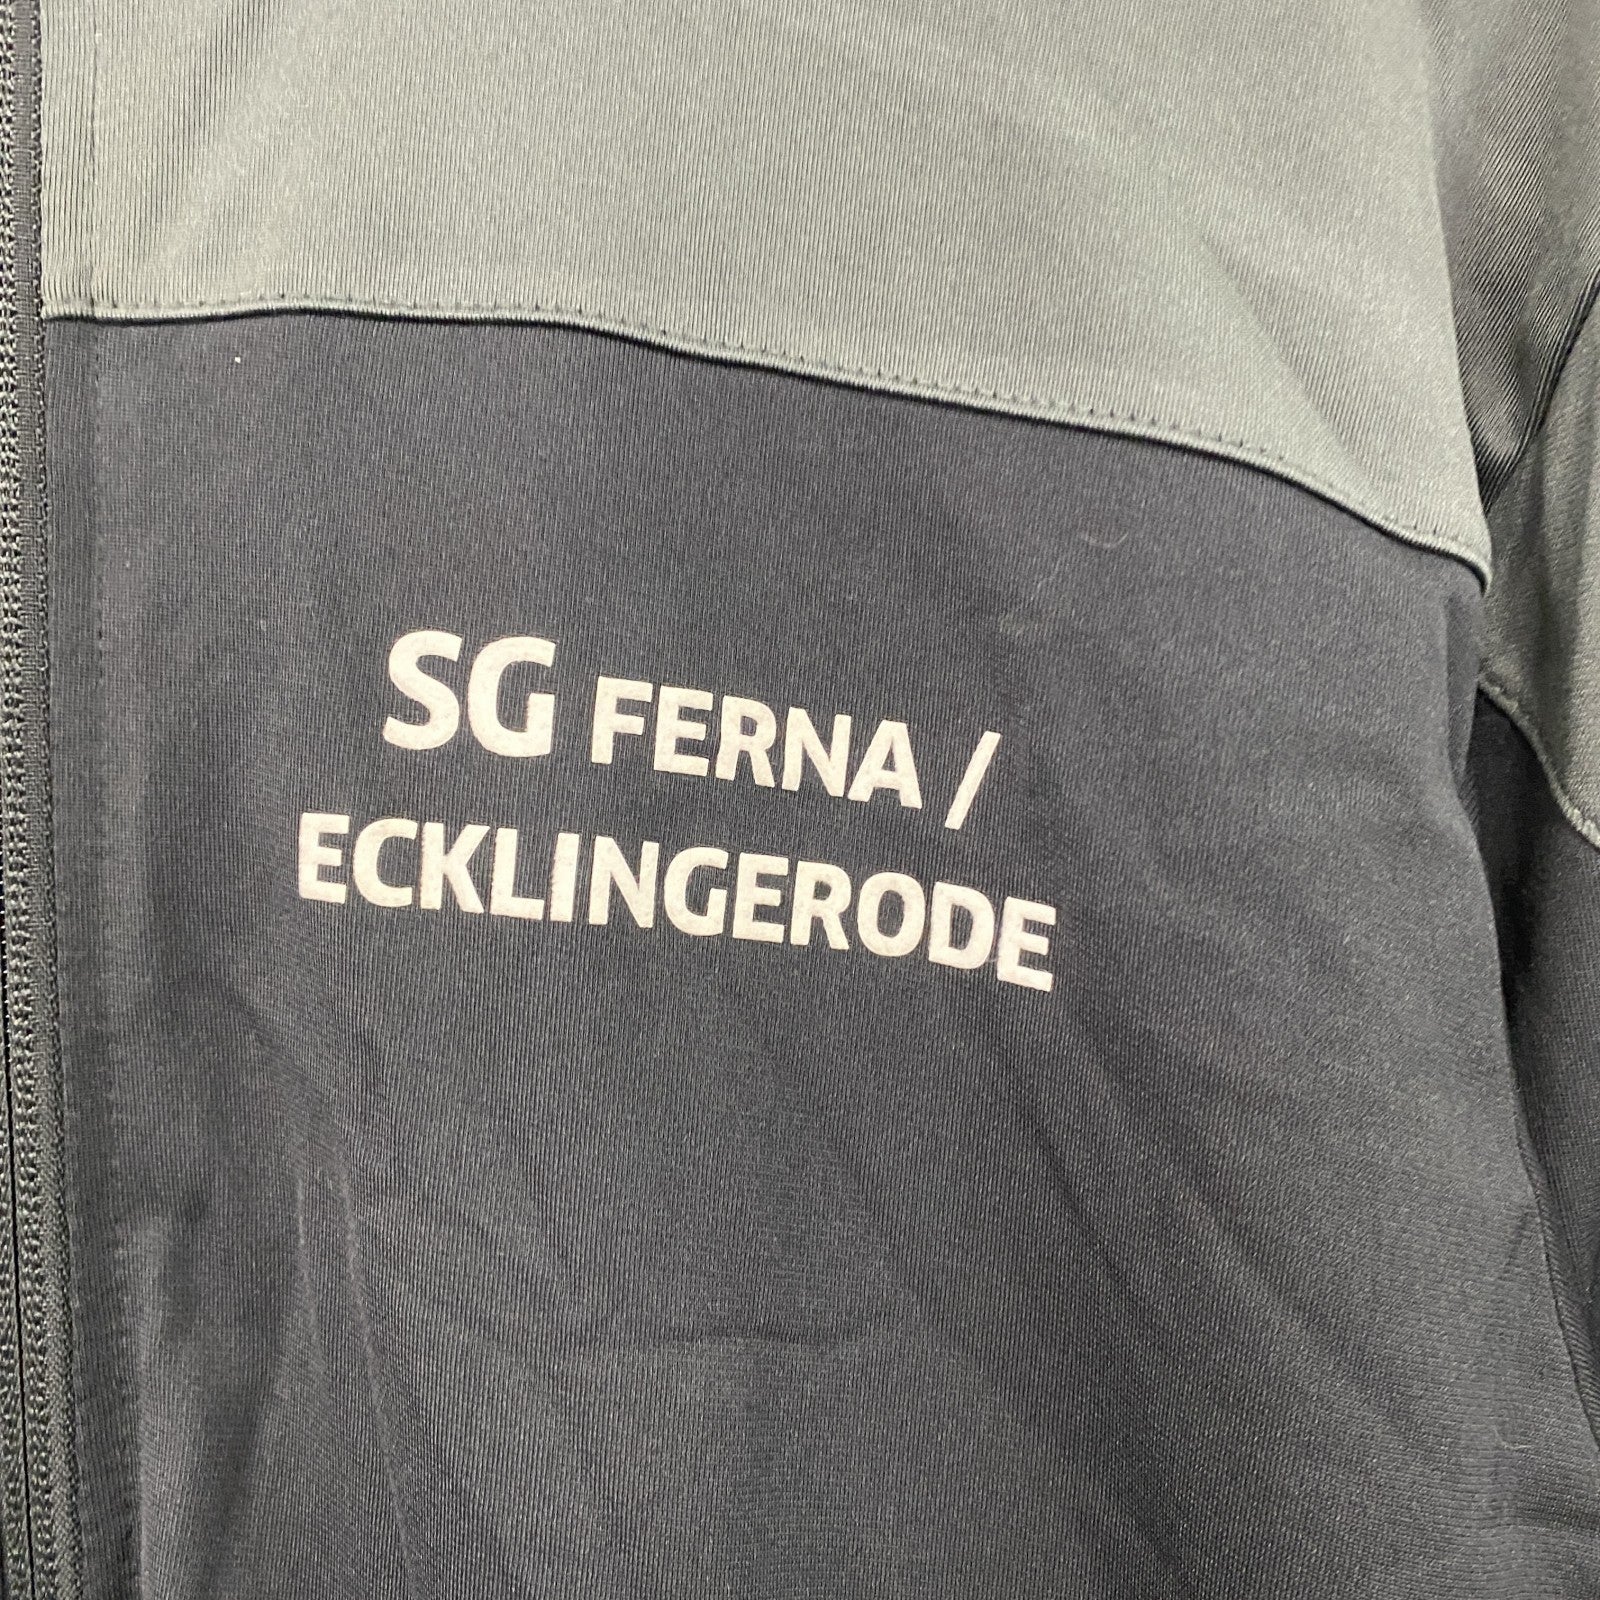 SG FERNA /
ECKLINGERODE